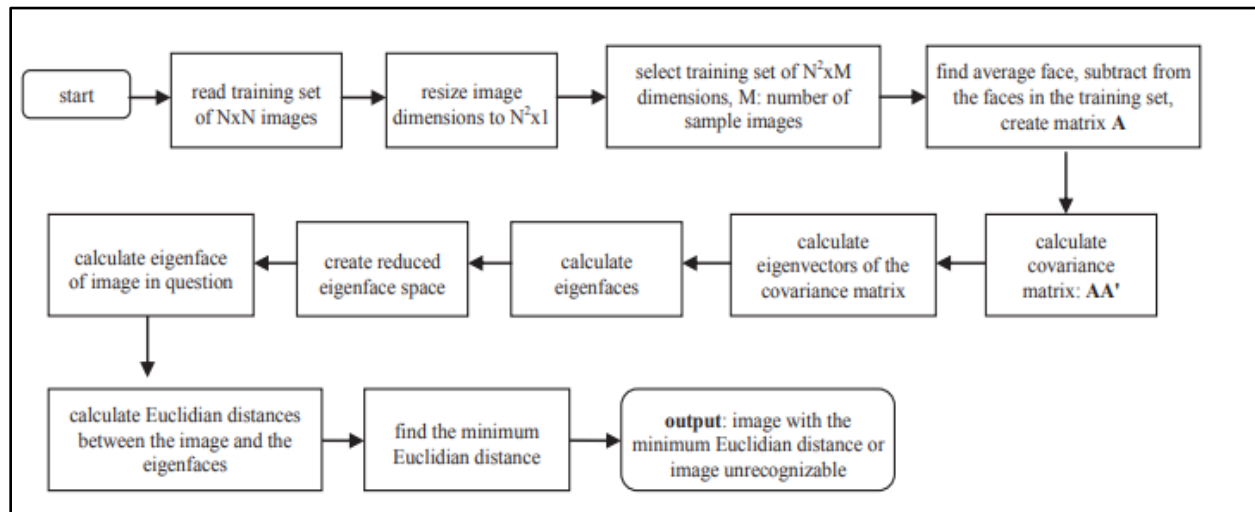 start
read training set
of NxN images
resize image
dimensions to N²x1
select training set of N²xM
dimensions, M: number of
sample images
find average face, subtract from
the faces in the training set,
create matrix A
calculate
covariance
matrix: AA'
calculate
eigenvectors of the
covariance matrix
calculate
eigenfaces
create reduced
eigenface space
calculate eigenface
of image in question
calculate Euclidian distances
between the image and the
eigenfaces
find the minimum
Euclidian distance
output: image with the
minimum Euclidian distance or
image unrecognizable